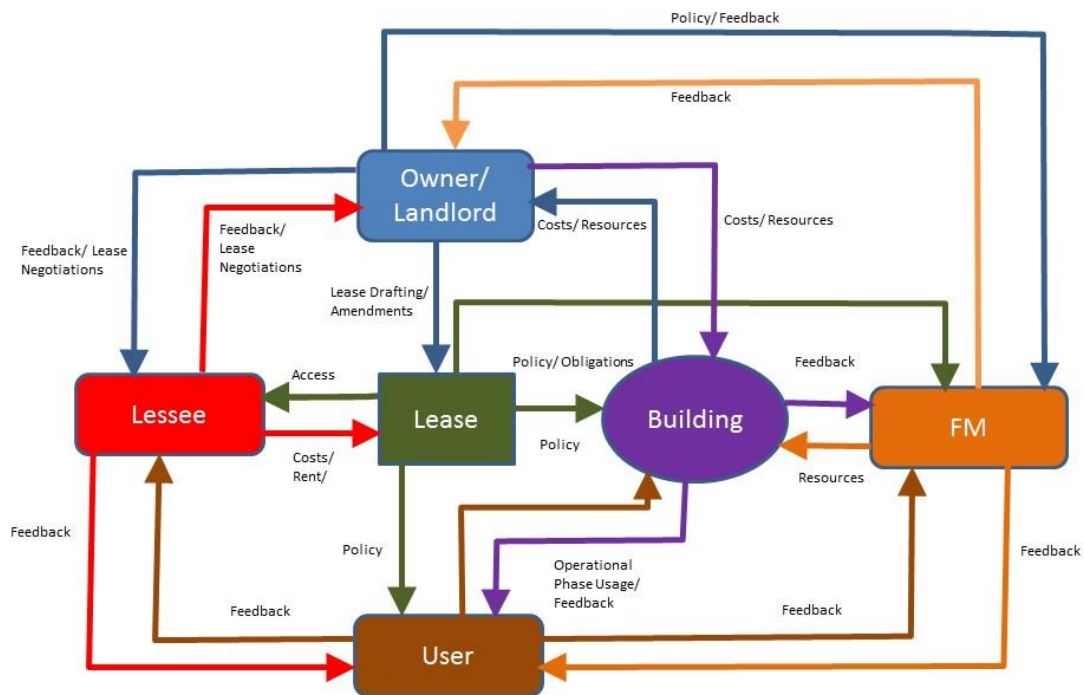 Policy/ Feedback
Feedback
Owner/
Landlord
Costs/ Resources
Costs/ Resources
Feedback/
Lease
Negotiations
Feedback/ Lease
Negotiations
Lease Drafting/
Amendments
Policy/ Obligations
Feedback
Access
Lessee
Lease
Building
FM
Policy
Costs/
Rent/
Resources
Feedback
Policy
Feedback
Operational
Phase Usage/
Feedback
Feedback
Feedback
User